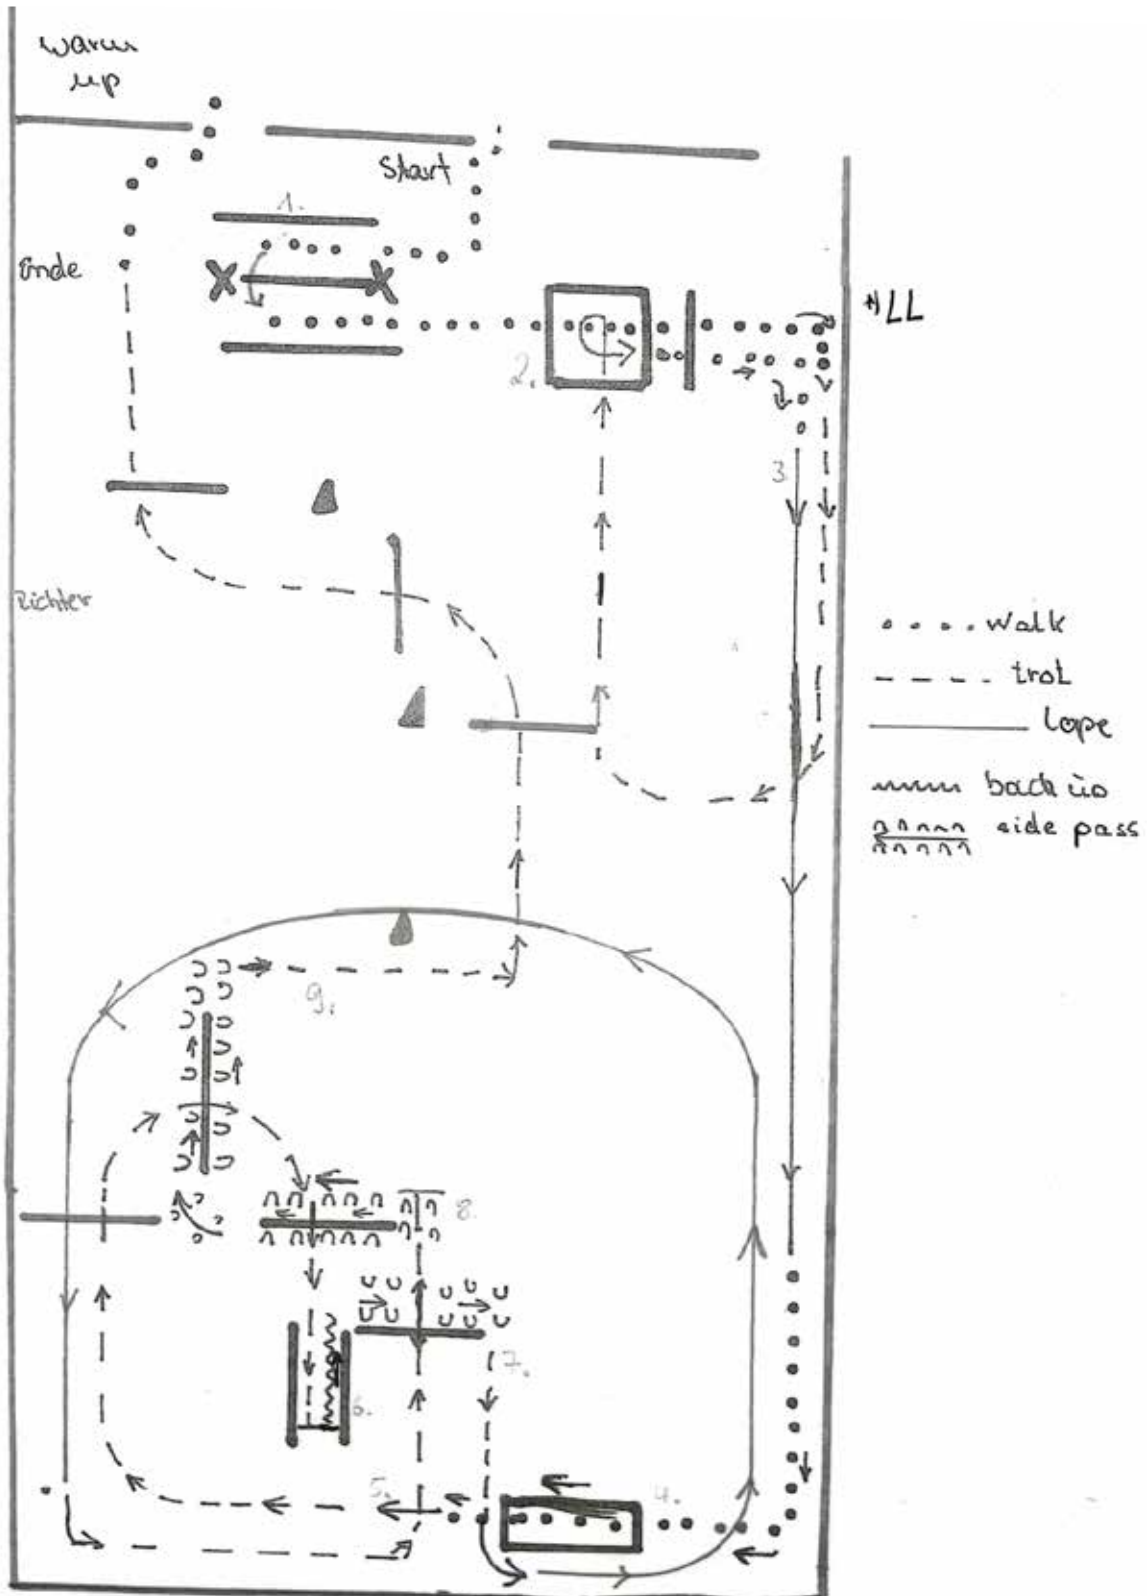 warm
up
Start
1.
Ende
2.
3.
Richter
walk
trot
lope
back up
side pass
9.
8.
7.
6.
5.
4.